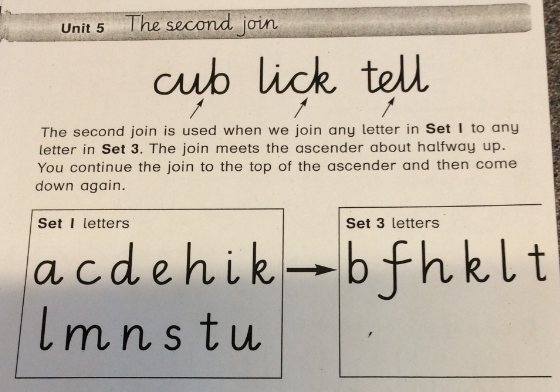 Unit 5 The second join
cub lick tell
The second join is used when we join any letter in Set 1 to any
letter in Set 3. The join meets the ascender about halfway up.
You continue the join to the top of the ascender and then come
down again.
Set 1 letters
a c d e h i k
l m n s t u
Set 3 letters
b f h k l t